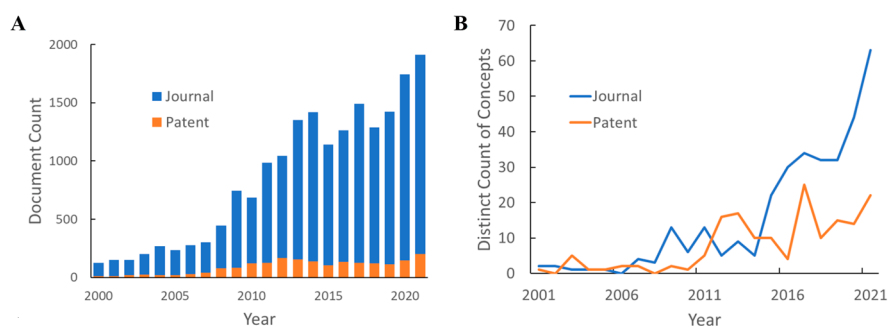 A
Document Count
2000
1500
1000
500
0
Journal
Patent
2000 2005 2010 2015 2020
Year
B
Distinct Count of Concepts
70
60
50
40
30
20
10
0
Journal
Patent
2001 2006 2011 2016 2021
Year